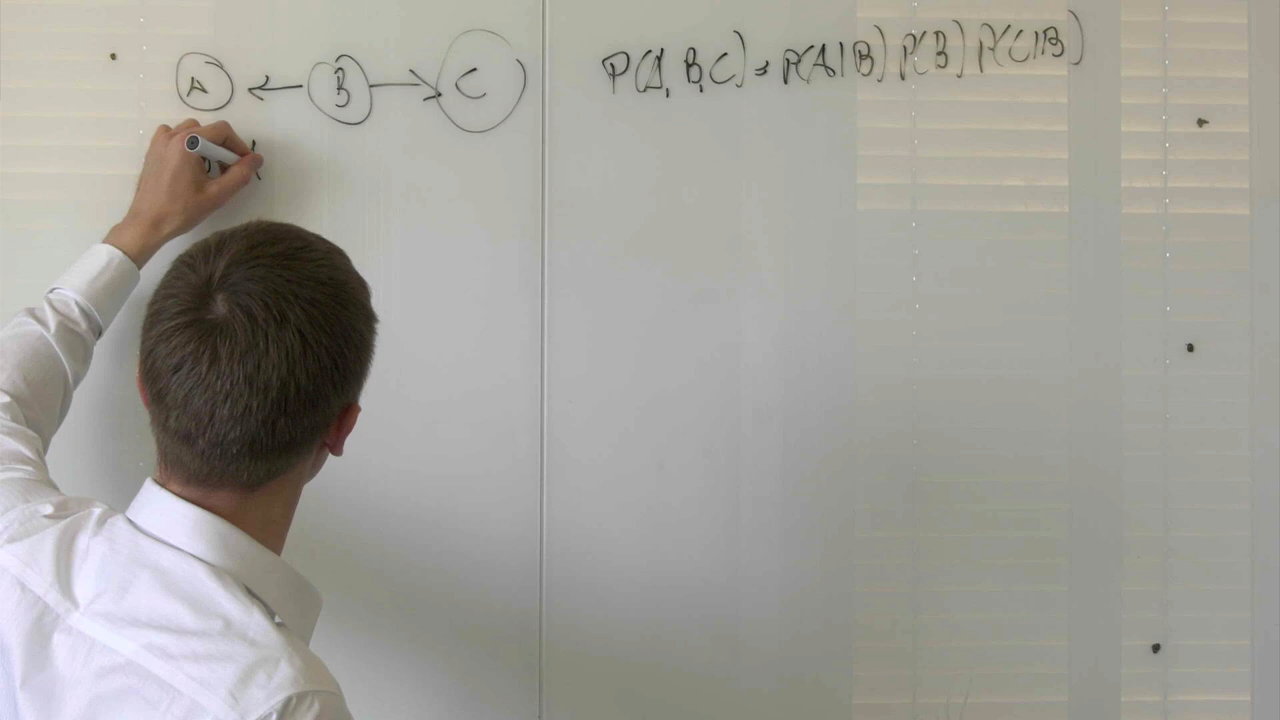 A ← B → C
P(A, B, C) = P(A|B) P(B) P(C|B)